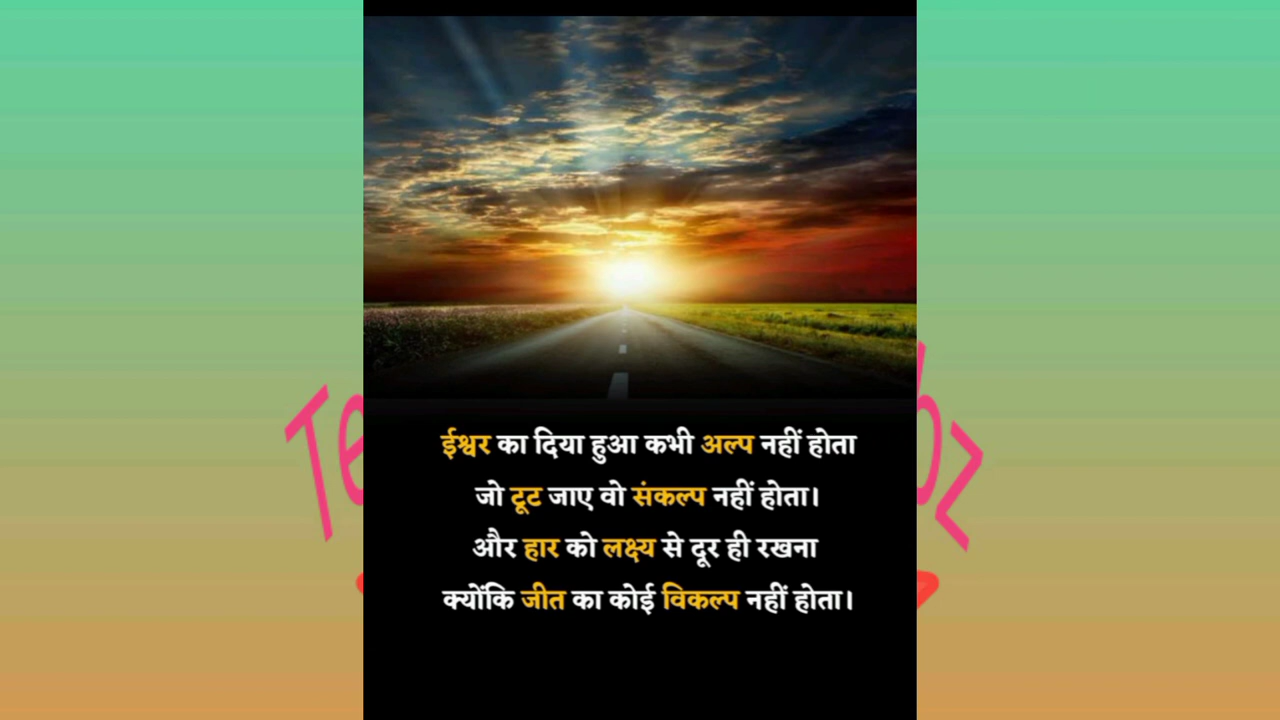 ईश्वर का दिया हुआ कभी अल्प नहीं होता
जो टूट जाए वो संकल्प नहीं होता।
और हार को लक्ष्य से दूर ही रखना
क्योंकि जीत का कोई विकल्प नहीं होता।